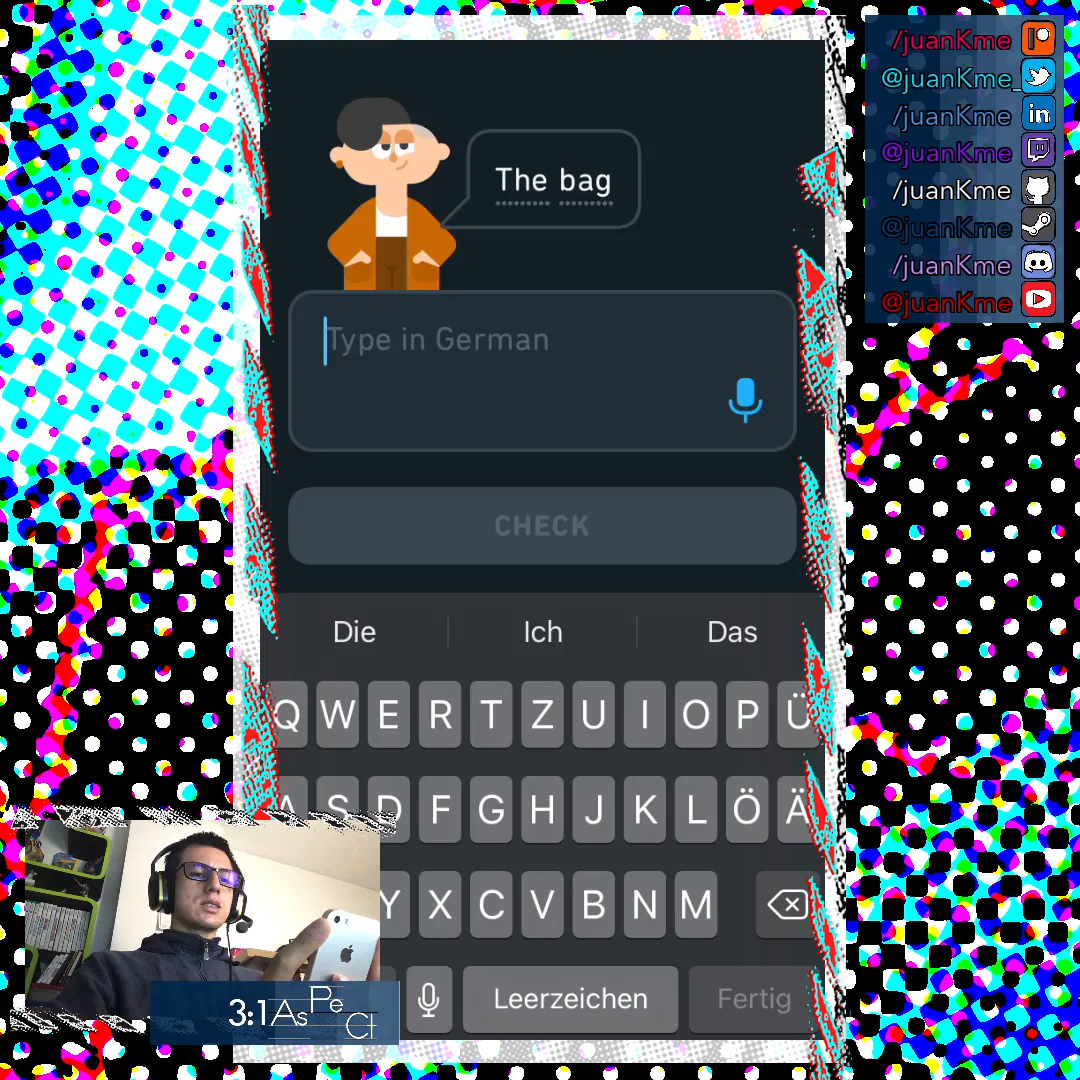 /juanKme
@juanKme_
/juanKme
@juanKme
/juanKme
@juanKme
/juanKme
@juanKme
The bag
Type in German
CHECK
Die Ich Das
Q W E R T Z U I O P Ü
A S D F G H J K L Ö Ä
Y X C V B N M
Leerzeichen Fertig
3:1 AsPeCt